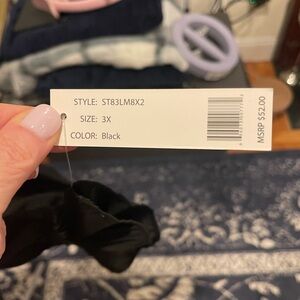 STYLE: ST83LM8X2
SIZE: 3X
COLOR: Black
MSRP $52.00